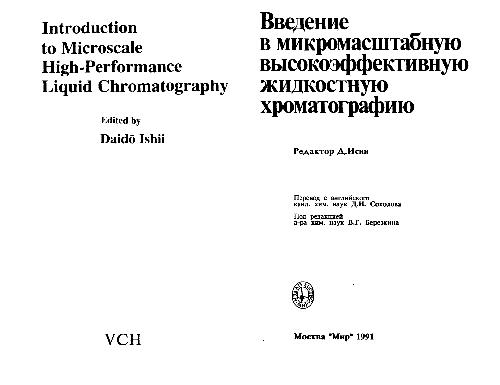 Introduction
to Microscale
High-Performance
Liquid Chromatography
Edited by
Daidō Ishii
VCH
Введение
в микромасштабную
высокоэффективную
жидкостную
хроматографию
Редактор Д.Исии
Перевод с английского
канд. хим. наук Д.И. Соколова
Под редакцией
д-ра хим. наук В.Г. Березкина
Москва "Мир" 1991